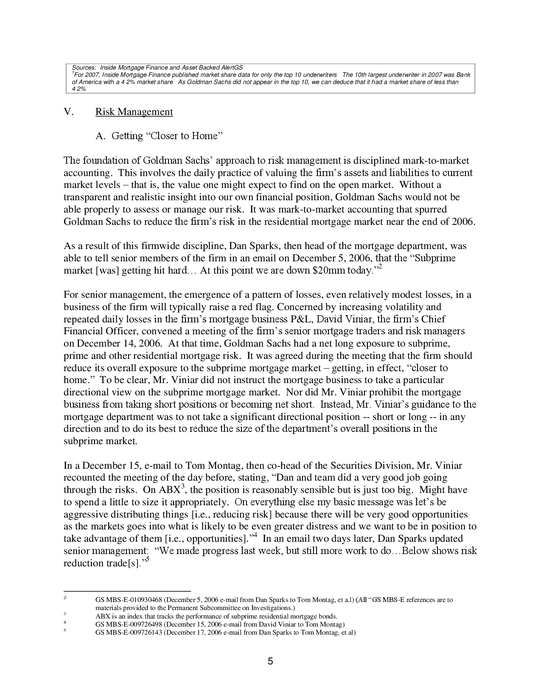 Sources: Inside Mortgage Finance and Asset Backed AlertGS
1For 2007, Inside Mortgage Finance published market share data for only the top 10 underwriters The 10th largest underwriter in 2007 was Bank
of America with a 4 2% market share As Goldman Sachs did not appear in the top 10, we can deduce that it had a market share of less than
4 2%
V. Risk Management
A. Getting “Closer to Home”
The foundation of Goldman Sachs’ approach to risk management is disciplined mark-to-market
accounting. This involves the daily practice of valuing the firm’s assets and liabilities to current
market levels – that is, the value one might expect to find on the open market. Without a
transparent and realistic insight into our own financial position, Goldman Sachs would not be
able properly to assess or manage our risk. It was mark-to-market accounting that spurred
Goldman Sachs to reduce the firm’s risk in the residential mortgage market near the end of 2006.
As a result of this firmwide discipline, Dan Sparks, then head of the mortgage department, was
able to tell senior members of the firm in an email on December 5, 2006, that the “Subprime
market [was] getting hit hard… At this point we are down $20mm today.”2
For senior management, the emergence of a pattern of losses, even relatively modest losses, in a
business of the firm will typically raise a red flag. Concerned by increasing volatility and
repeated daily losses in the firm’s mortgage business P&L, David Viniar, the firm’s Chief
Financial Officer, convened a meeting of the firm’s senior mortgage traders and risk managers
on December 14, 2006. At that time, Goldman Sachs had a net long exposure to subprime,
prime and other residential mortgage risk. It was agreed during the meeting that the firm should
reduce its overall exposure to the subprime mortgage market – getting, in effect, “closer to
home.” To be clear, Mr. Viniar did not instruct the mortgage business to take a particular
directional view on the subprime mortgage market. Nor did Mr. Viniar prohibit the mortgage
business from taking short positions or becoming net short. Instead, Mr. Viniar’s guidance to the
mortgage department was to not take a significant directional position -- short or long -- in any
direction and to do its best to reduce the size of the department’s overall positions in the
subprime market.
In a December 15, e-mail to Tom Montag, then co-head of the Securities Division, Mr. Viniar
recounted the meeting of the day before, stating, “Dan and team did a very good job going
through the risks. On ABX3, the position is reasonably sensible but is just too big. Might have
to spend a little to size it appropriately. On everything else my basic message was let’s be
aggressive distributing things [i.e., reducing risk] because there will be very good opportunities
as the markets goes into what is likely to be even greater distress and we want to be in position to
take advantage of them [i.e., opportunities].”4 In an email two days later, Dan Sparks updated
senior management: “We made progress last week, but still more work to do…Below shows risk
reduction trade[s].”5
2 GS MBS-E-010930468 (December 5, 2006 e-mail from Dan Sparks to Tom Montag, et a.l) (All “GS MBS-E references are to
materials provided to the Permanent Subcommittee on Investigations.)
3 ABX is an index that tracks the performance of subprime residential mortgage bonds.
4 GS MBS-E-009726498 (December 15, 2006 e-mail from David Viniar to Tom Montag)
5 GS MBS-E-009726143 (December 17, 2006 e-mail from Dan Sparks to Tom Montag, et al)
5